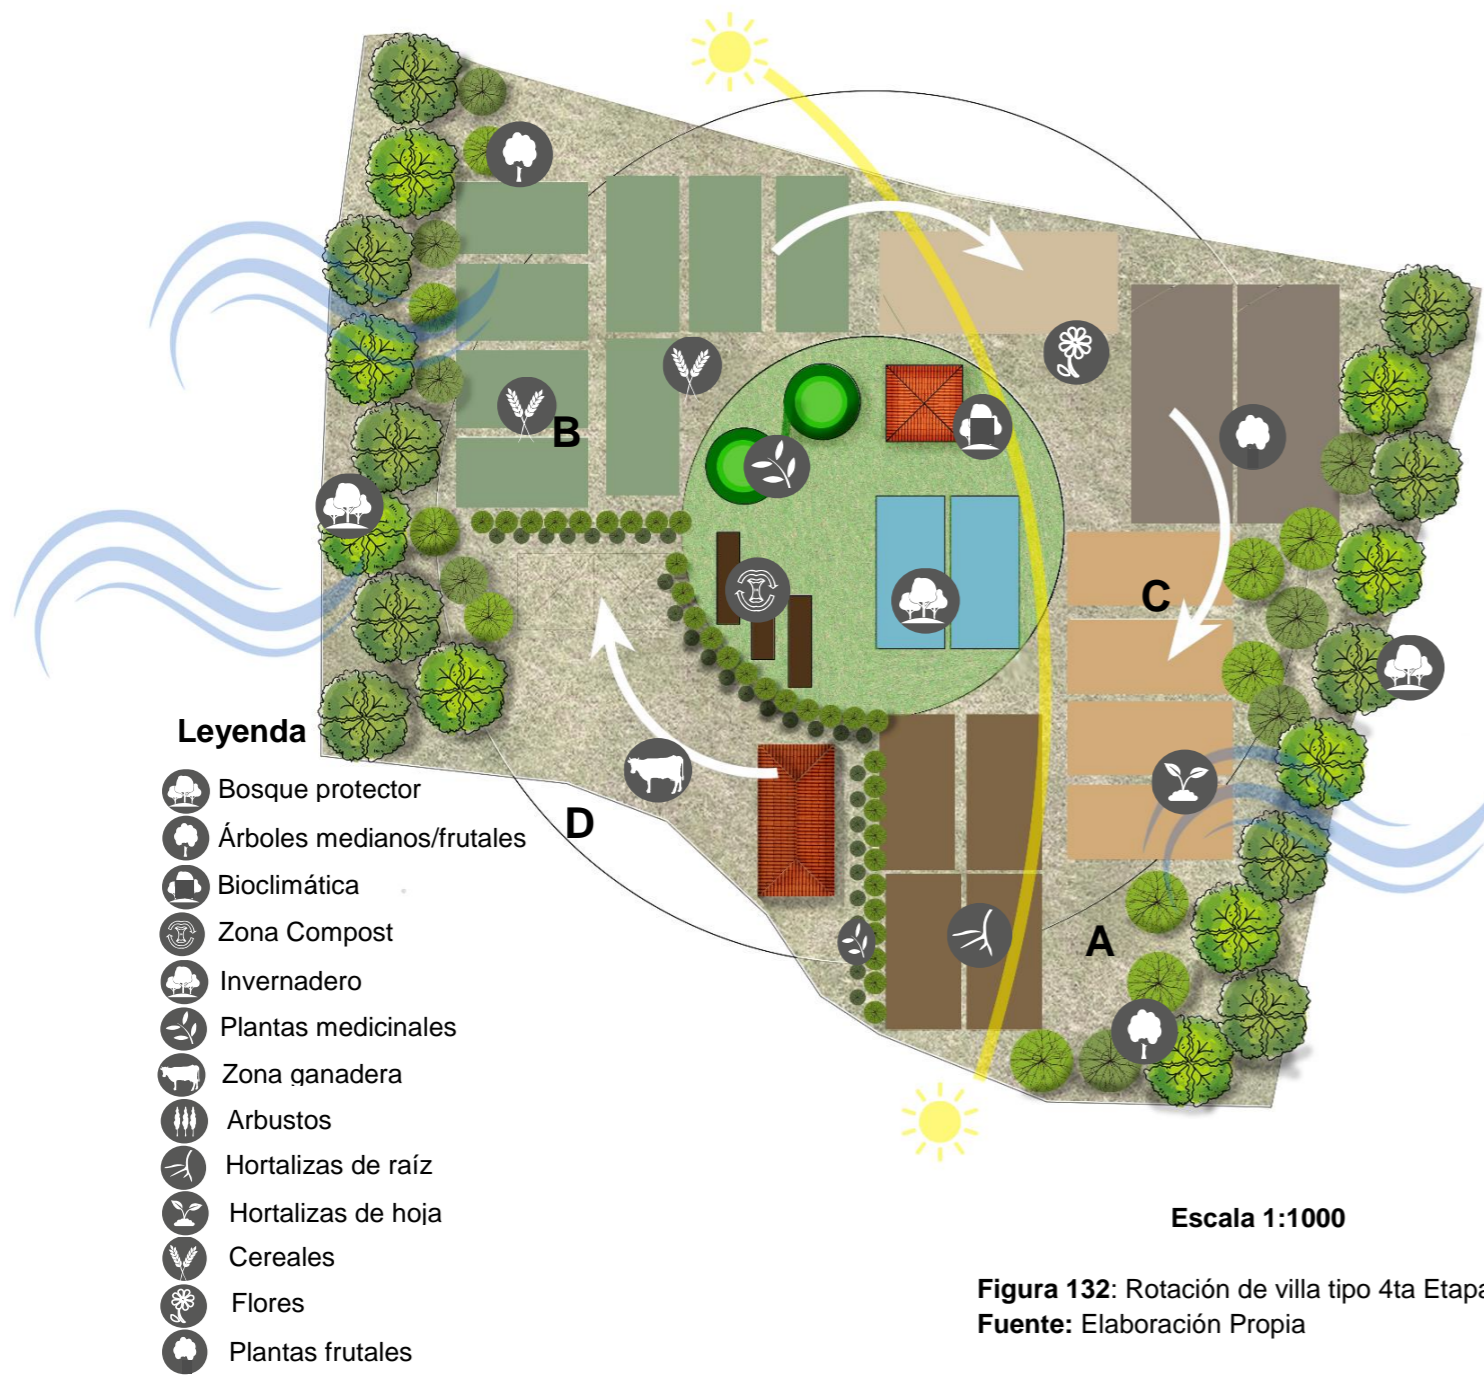 B
C
D
A
Leyenda
Bosque protector
Árboles medianos/frutales
Bioclimática
Zona Compost
Invernadero
Plantas medicinales
Zona ganadera
Arbustos
Hortalizas de raíz
Hortalizas de hoja
Cereales
Flores
Plantas frutales
Escala 1:1000
Figura 132: Rotación de villa tipo 4ta Etapa
Fuente: Elaboración Propia